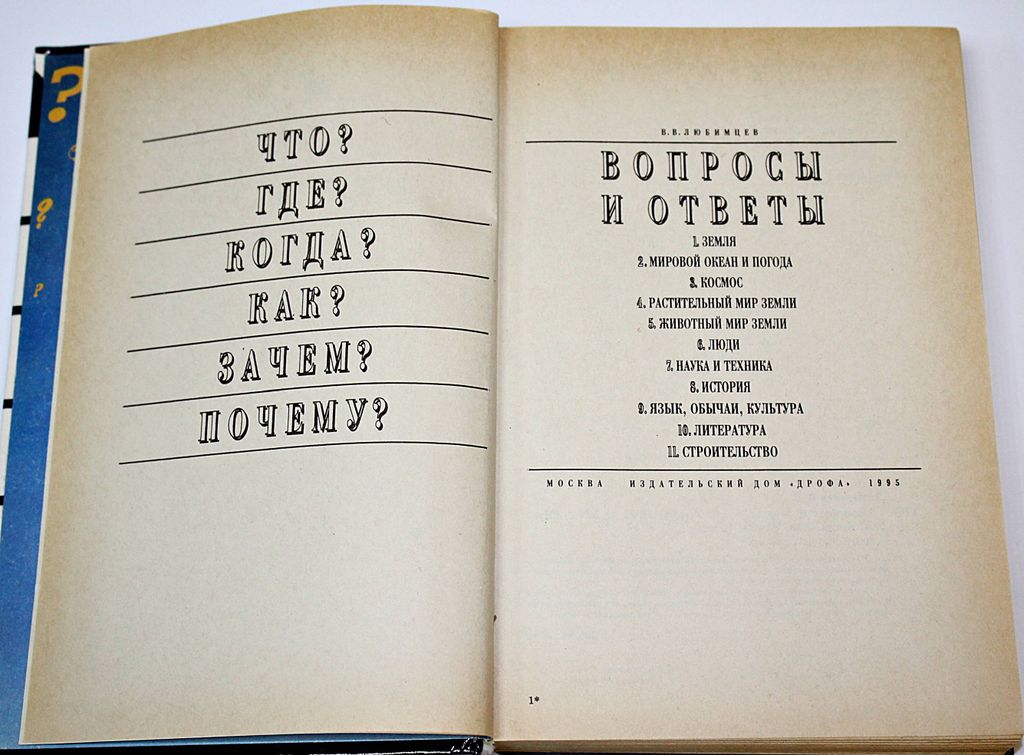 ЧТО?
ГДЕ?
КОГДА?
КАК?
ЗАЧЕМ?
ПОЧЕМУ?
В.В.ЛЮБИМЦЕВ
ВОПРОСЫ
И ОТВЕТЫ
1. ЗЕМЛЯ
2. МИРОВОЙ ОКЕАН И ПОГОДА
3. КОСМОС
4. РАСТИТЕЛЬНЫЙ МИР ЗЕМЛИ
5. ЖИВОТНЫЙ МИР ЗЕМЛИ
6. ЛЮДИ
7. НАУКА И ТЕХНИКА
8. ИСТОРИЯ
9. ЯЗЫК, ОБЫЧАИ, КУЛЬТУРА
10. ЛИТЕРАТУРА
11. СТРОИТЕЛЬСТВО
МОСКВА ИЗДАТЕЛЬСКИЙ ДОМ «ДРОФА» 1995
1*